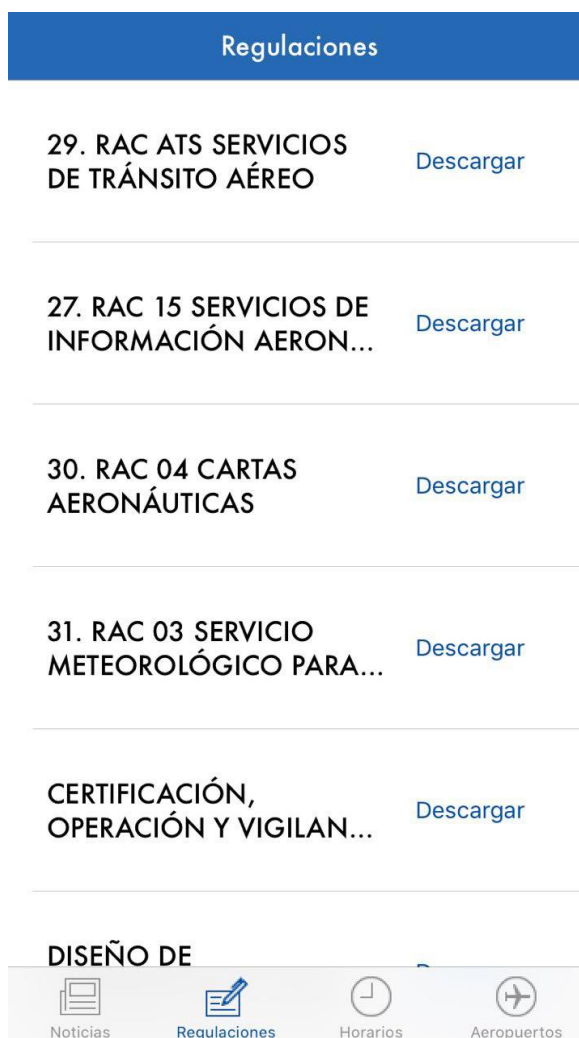 Regulaciones
29. RAC ATS SERVICIOS
DE TRÁNSITO AÉREO
Descargar
27. RAC 15 SERVICIOS DE
INFORMACIÓN AERON...
Descargar
30. RAC 04 CARTAS
AERONÁUTICAS
Descargar
31. RAC 03 SERVICIO
METEOROLÓGICO PARA...
Descargar
CERTIFICACIÓN,
OPERACIÓN Y VIGILAN...
Descargar
DISEÑO DE
Noticias
Regulaciones
Horarios
Aeropuertos